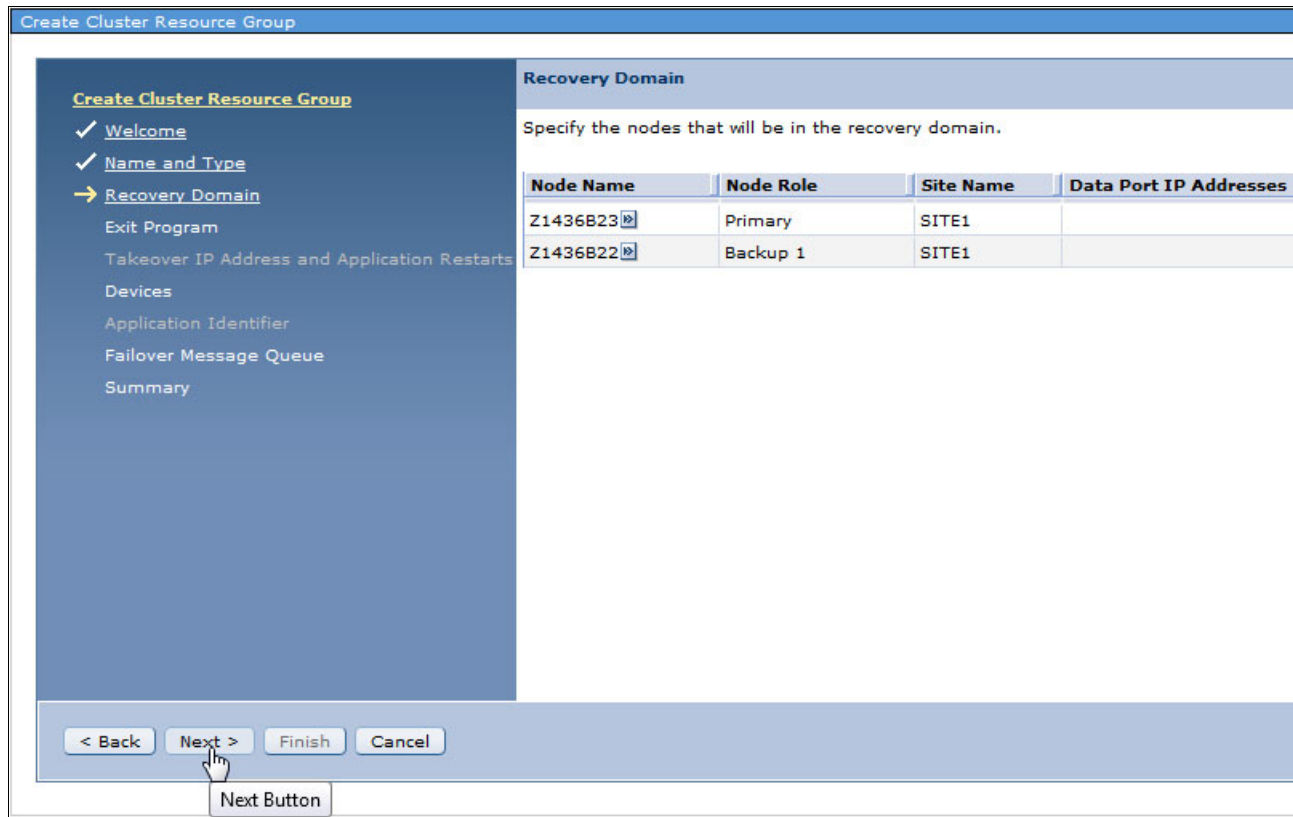 Create Cluster Resource Group
Create Cluster Resource Group
Welcome
Name and Type
Recovery Domain
Exit Program
Takeover IP Address and Application Restarts
Devices
Application Identifier
Failover Message Queue
Summary
Recovery Domain
Specify the nodes that will be in the recovery domain.
Node Name Node Role Site Name Data Port IP Addresses
Z1436B23 Primary SITE1
Z1436B22 Backup 1 SITE1
< Back Next > Finish Cancel
Next Button